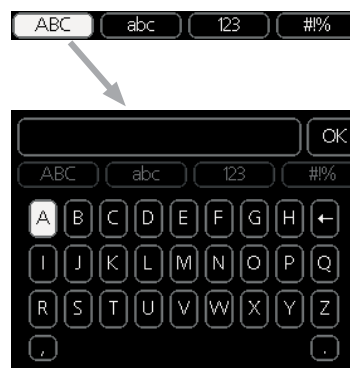 ABC abc 123 #!%
OK
ABC abc 123 #!%
A B C D E F G H ←
I J K L M N O P Q
R S T U V W X Y Z
, .